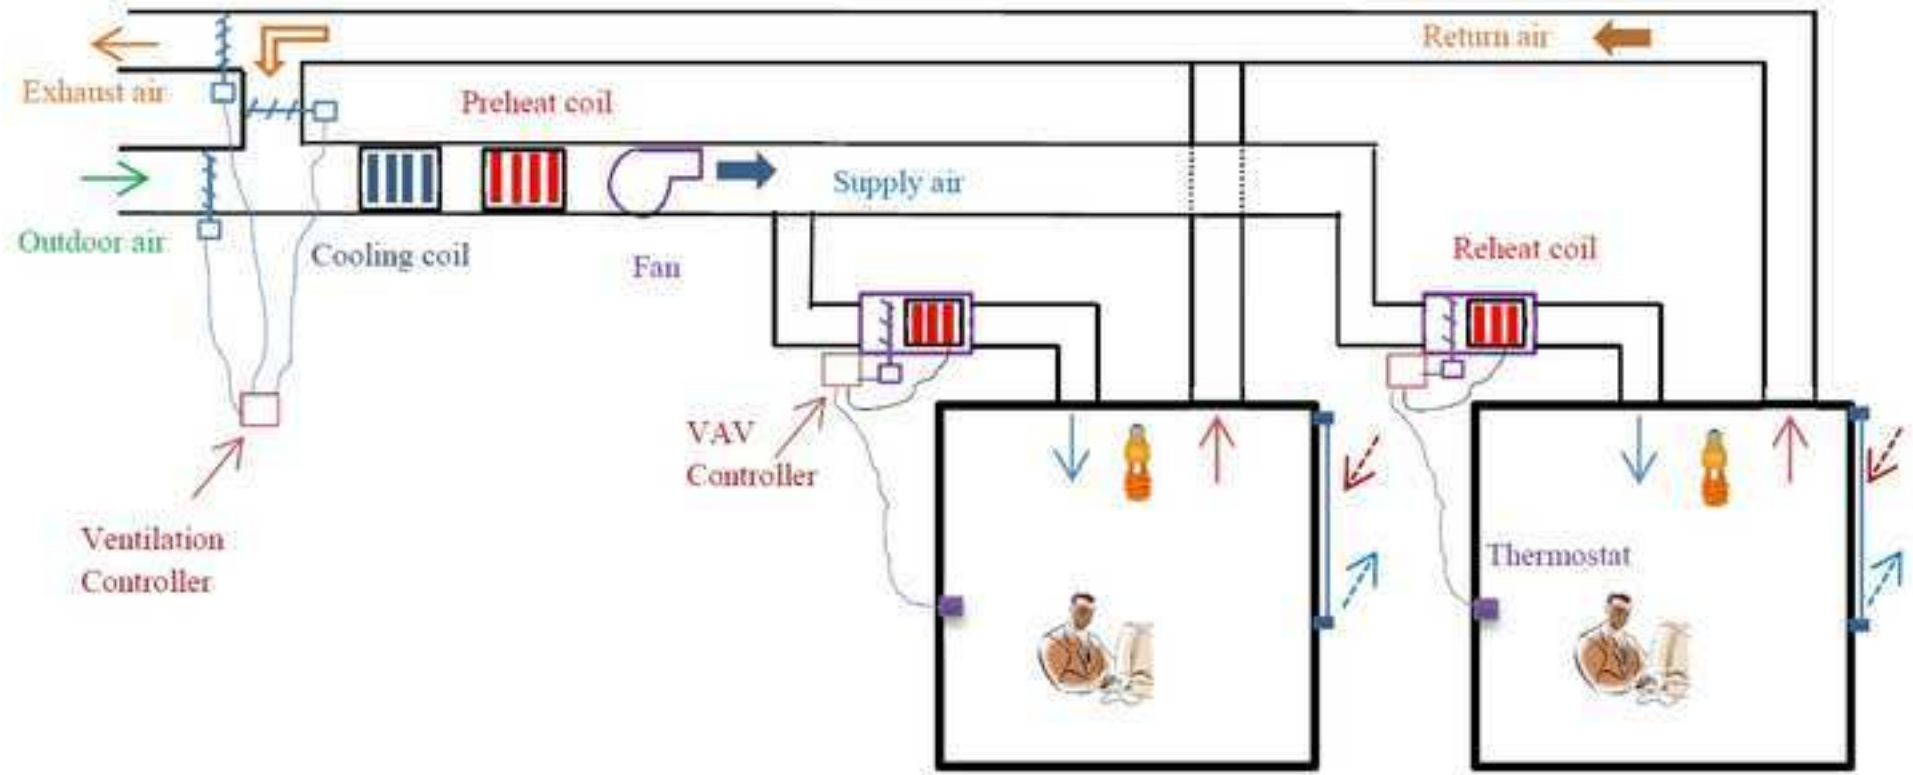 Return air
Exhaust air
Preheat coil
Supply air
Outdoor air
Cooling coil
Fan
Reheat coil
VAV
Controller
Ventilation
Controller
Thermostat